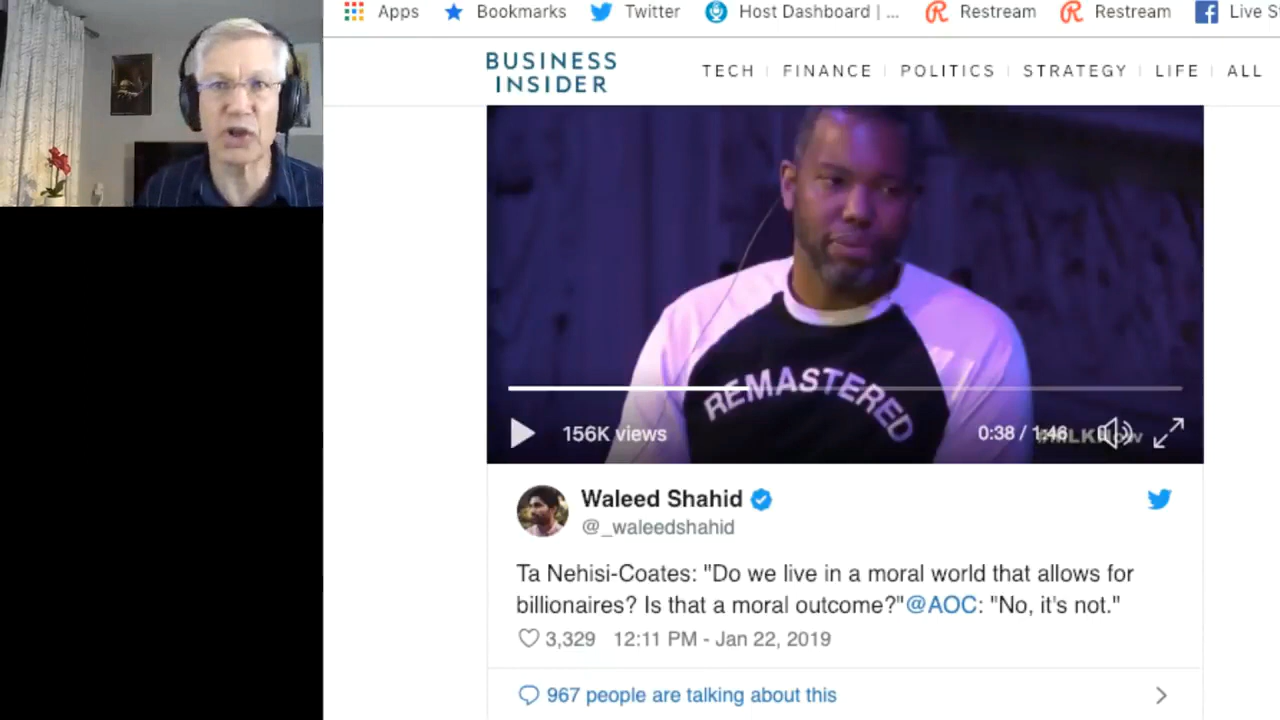 Apps Bookmarks Twitter Host Dashboard | ... Restream Restream Live S
BUSINESS
INSIDER
TECH FINANCE POLITICS STRATEGY LIFE ALL
REMASTERED
156K views 0:38 / 1:46
Waleed Shahid
@_waleedshahid
Ta Nehisi-Coates: "Do we live in a moral world that allows for
billionaires? Is that a moral outcome?"@AOC: "No, it's not."
3,329 12:11 PM - Jan 22, 2019
967 people are talking about this